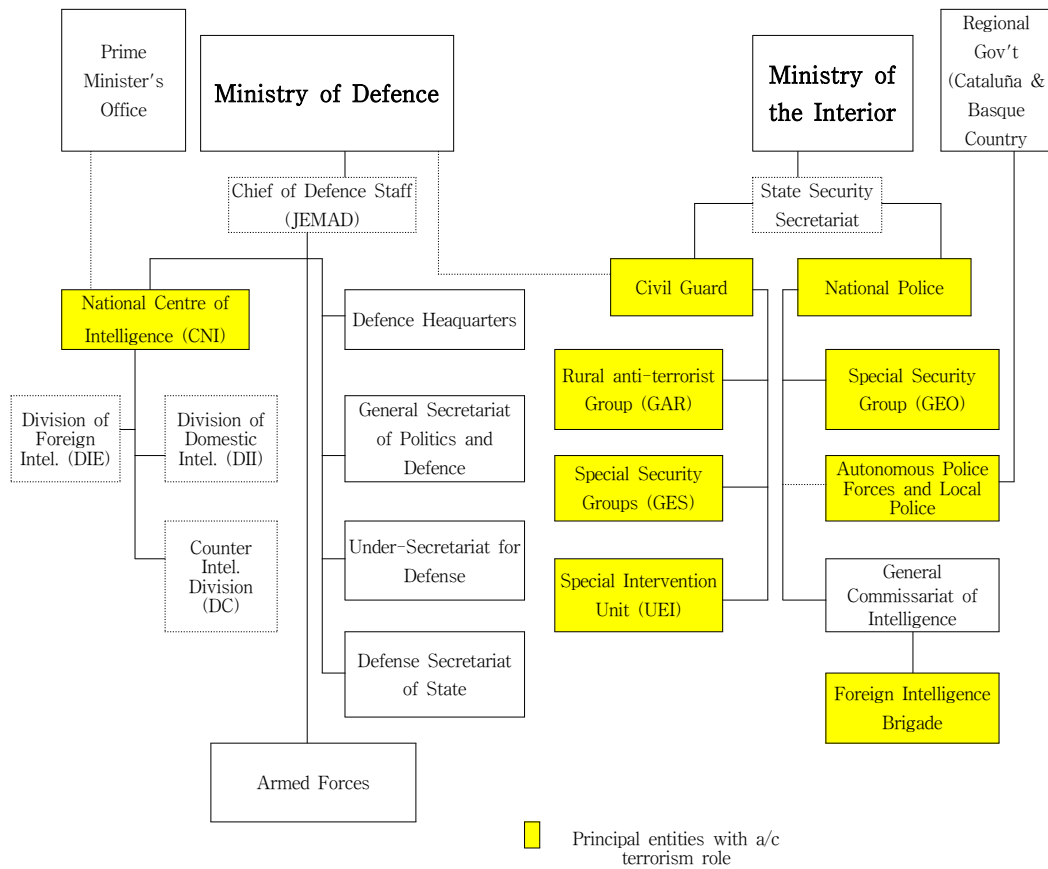 Prime
Minister's
Office
Ministry of Defence
Ministry of
the Interior
Regional
Gov't
(Cataluña &
Basque
Country
Chief of Defence Staff
(JEMAD)
State Security
Secretariat
National Centre of
Intelligence (CNI)
Defence Heaquarters
Civil Guard
National Police
Division of
Foreign
Intel. (DIE)
Division of
Domestic
Intel. (DII)
General Secretariat
of Politics and
Defence
Rural anti-terrorist
Group (GAR)
Special Security
Group (GEO)
Special Security
Groups (GES)
Autonomous Police
Forces and Local
Police
Counter
Intel.
Division
(DC)
Under-Secretariat for
Defense
Special Intervention
Unit (UEI)
General
Commissariat of
Intelligence
Defense Secretariat
of State
Foreign Intelligence
Brigade
Armed Forces
Principal entities with a/c
terrorism role